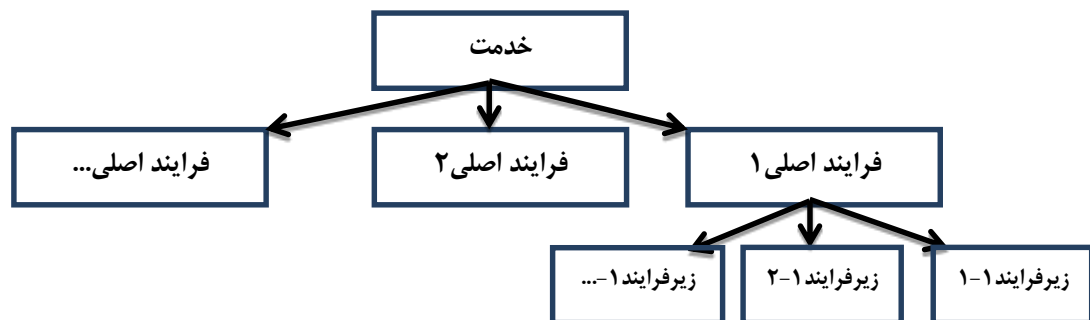 خدمت
فرایند اصلی۱
فرایند اصلی۲
فرایند اصلی...
زیرفرایند۱-۱
زیرفرایند۱-۲
زیرفرایند۱-...